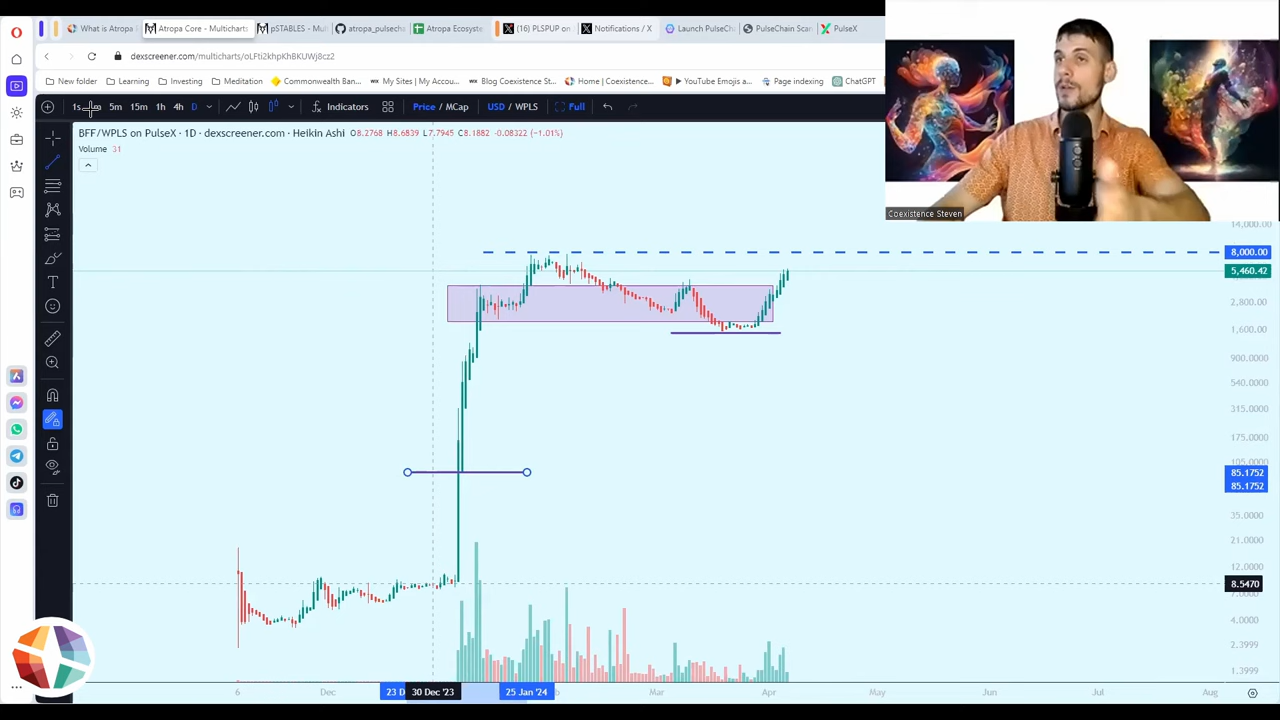 What is Atropa
Atropa Core - Multicharts
pSTABLES - Mult
atropa_pulsech
Atropa Ecosyste
(16) PLSPUP on
Notifications / X
Launch PulseCh
PulseChain Scan
PulseX
dexscreener.com/multicharts/oLFti2khpKhBKUWj8cz2
New folder
Learning
Investing
Meditation
Commonwealth Ban...
My Sites | My Accou...
Blog Coexistence St...
Home | Coexistence...
YouTube Emojis a...
Page indexing
ChatGPT
1s
5m 15m 1h 4h D
Indicators
Price / MCap
USD / WPLS
Full
BFF/WPLS on PulseX · 1D · dexscreener.com · Heikin Ashi O8.2768 H8.6839 L7.7945 C8.1882 -0.08322 (-1.01%)
Volume 31
Coexistence Steven
14,000.00
8,000.00
5,460.42
2,800.00
1,600.00
900.00
540.00
315.00
175.00
105.0000
85.1752
85.1752
35.0000
21.0000
12.0000
8.5470
7.0000
4.0000
2.3999
1.3999
6
Dec
23 D
30 Dec '23
25 Jan '24
Mar
Apr
May
Jun
Jul
Aug